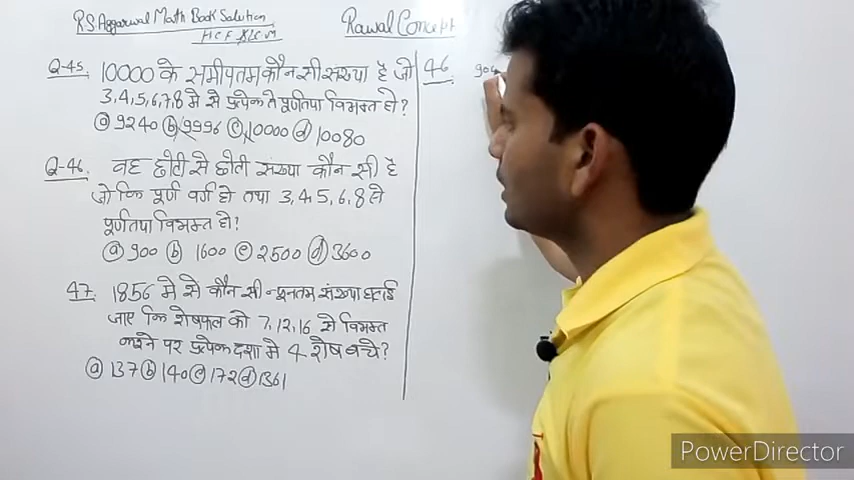 R.S. Aggarwal Math Book Solution
HCF & LCM
Rawal Concept
Q-45. 10000 के समीपतम कौन सी संख्या है जो
3,4,5,6,7,8 मे से प्रत्येक से पूर्णतया विभक्त हो?
(a) 9240 (b) 9996 (c) 10000 (d) 10080
Q-46. वह छोटी से छोटी संख्या कौन सी है
जो कि पूर्ण वर्ग हो तथा 3,4,5,6,8 से
पूर्णतया विभक्त हो?
(a) 900 (b) 1600 (c) 2500 (d) 3600
47. 1856 मे से कौन सी न्यूनतम संख्या घटाई
जाए कि शेषफल को 7,12,16 से विभक्त
करने पर प्रत्येक दशा मे 4 शेष बचे?
(a) 137 (b) 140 (c) 172 (d) 1361
46.
PowerDirector